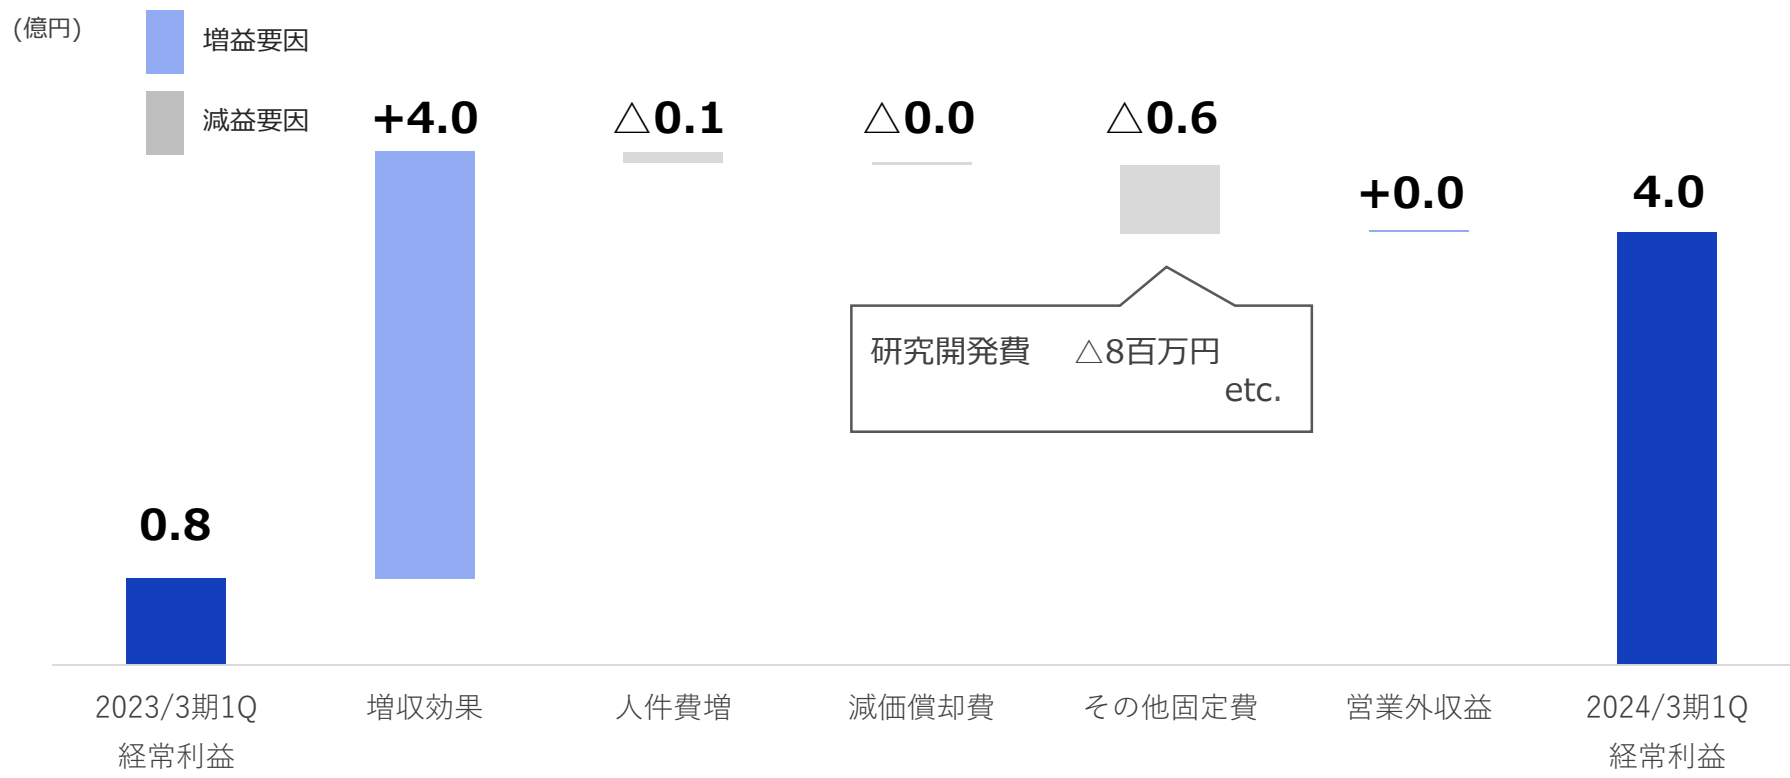 (億円)
増益要因
減益要因
+4.0
△0.1
△0.0
△0.6
+0.0
4.0
0.8
研究開発費 △8百万円
etc.
2023/3期1Q
経常利益
増収効果
人件費増
減価償却費
その他固定費
営業外収益
2024/3期1Q
経常利益